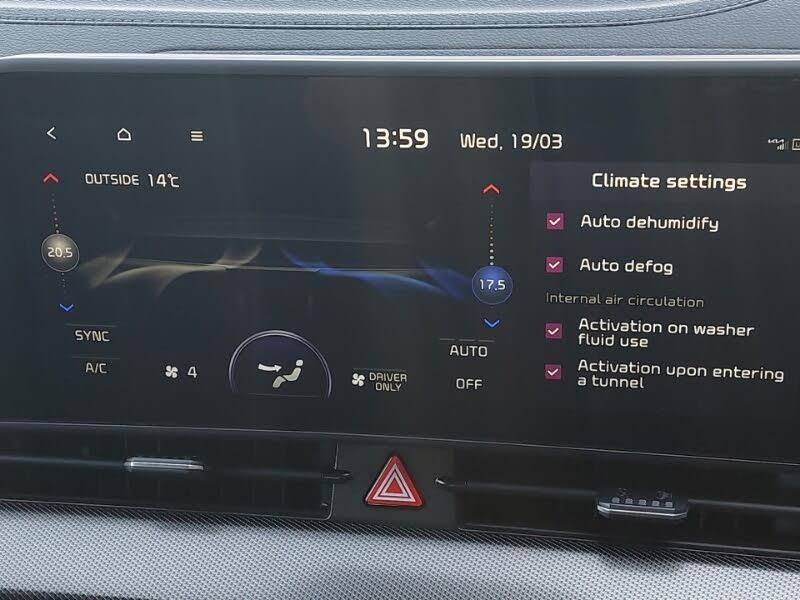 13:59 Wed, 19/03
OUTSIDE 14℃
20.5
17.5
SYNC
A/C
4
DRIVER
ONLY
AUTO
OFF
Climate settings
Auto dehumidify
Auto defog
Internal air circulation
Activation on washer
fluid use
Activation upon entering
a tunnel